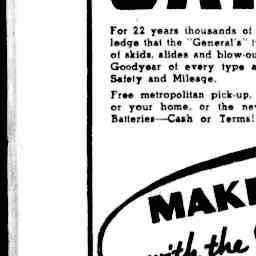 For 22 years thousands of
ledge that the "General's"
of skids, slides and blow-ou
Goodyear of every type a
Safety and Mileage.
Free metropolitan pick-up,
or your home, or the ne
Batteries—Cash or Terms!
MAK
with the